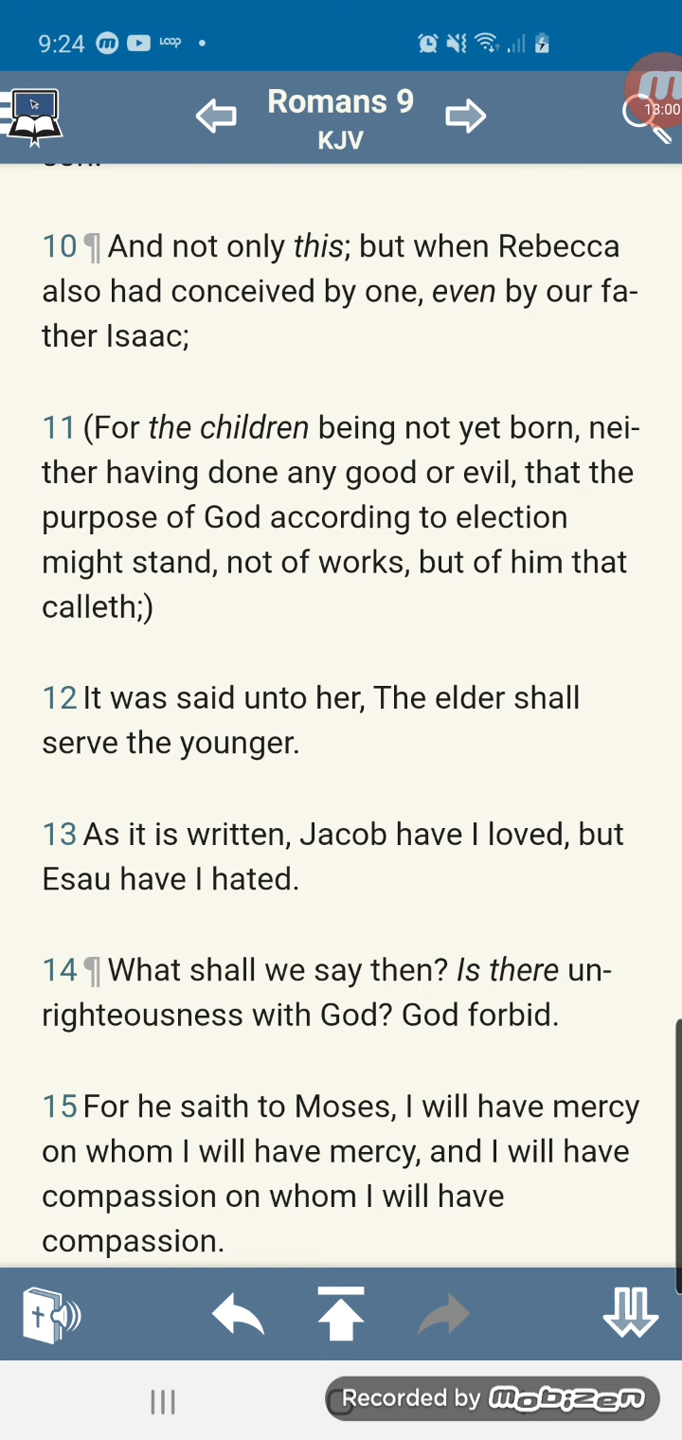 9:24 LOOP
Romans 9
KJV
13:00
10 ¶ And not only this; but when Rebecca
also had conceived by one, even by our fa-
ther Isaac;
11 (For the children being not yet born, nei-
ther having done any good or evil, that the
purpose of God according to election
might stand, not of works, but of him that
calleth;)
12 It was said unto her, The elder shall
serve the younger.
13 As it is written, Jacob have I loved, but
Esau have I hated.
14 ¶ What shall we say then? Is there un-
righteousness with God? God forbid.
15 For he saith to Moses, I will have mercy
on whom I will have mercy, and I will have
compassion on whom I will have
compassion.
Recorded by mobizen